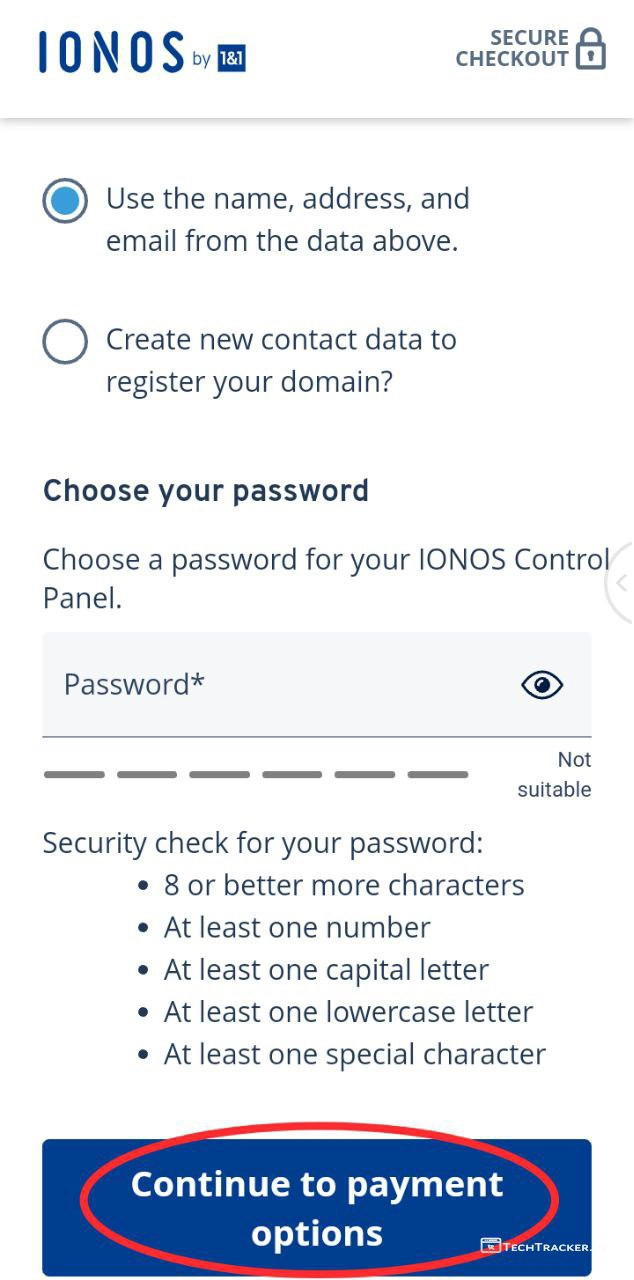 IONOS by 1&1
SECURE
CHECKOUT
Use the name, address, and
email from the data above.
Create new contact data to
register your domain?
Choose your password
Choose a password for your IONOS Control
Panel.
Password*
Not
suitable
Security check for your password:
• 8 or better more characters
• At least one number
• At least one capital letter
• At least one lowercase letter
• At least one special character
Continue to payment
options
TECHTRACKER.